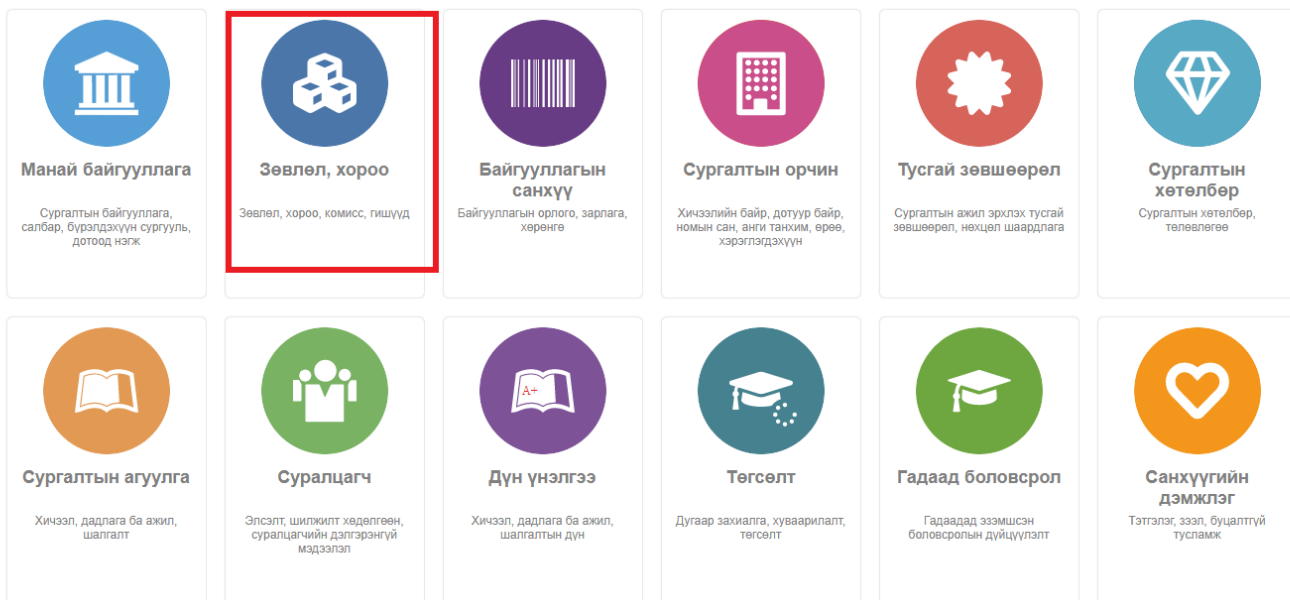 Манай байгууллага
Сургалтын байгууллага,
салбар, бүрэлдэхүүн сургууль,
дотоод нэгж
Зөвлөл, хороо
Зөвлөл, хороо, комисс, гишүүд
Байгууллагын
санхүү
Байгууллагын орлого, зарлага,
хөрөнгө
Сургалтын орчин
Хичээлийн байр, дотуур байр,
номын сан, анги танхим, өрөө,
хэрэглэгдэхүүн
Тусгай зөвшөөрөл
Сургалтын ажил эрхлэх тусгай
зөвшөөрөл, нөхцөл шаардлага
Сургалтын
хөтөлбөр
Сургалтын хөтөлбөр,
төлөвлөгөө
Сургалтын агуулга
Хичээл, дадлага ба ажил,
шалгалт
Суралцагч
Элсэлт, шилжилт хөдөлгөөн,
суралцагчийн дэлгэрэнгүй
мэдээлэл
A+
Дүн үнэлгээ
Хичээл, дадлага ба ажил,
шалгалтын дүн
Төгсөлт
Дугаар захиалга, хуваарилалт,
төгсөлт
Гадаад боловсрол
Гадаадад эзэмшсэн
боловсролын дүйцүүлэлт
Санхүүгийн
дэмжлэг
Тэтгэлэг, зээл, буцалтгүй
тусламж